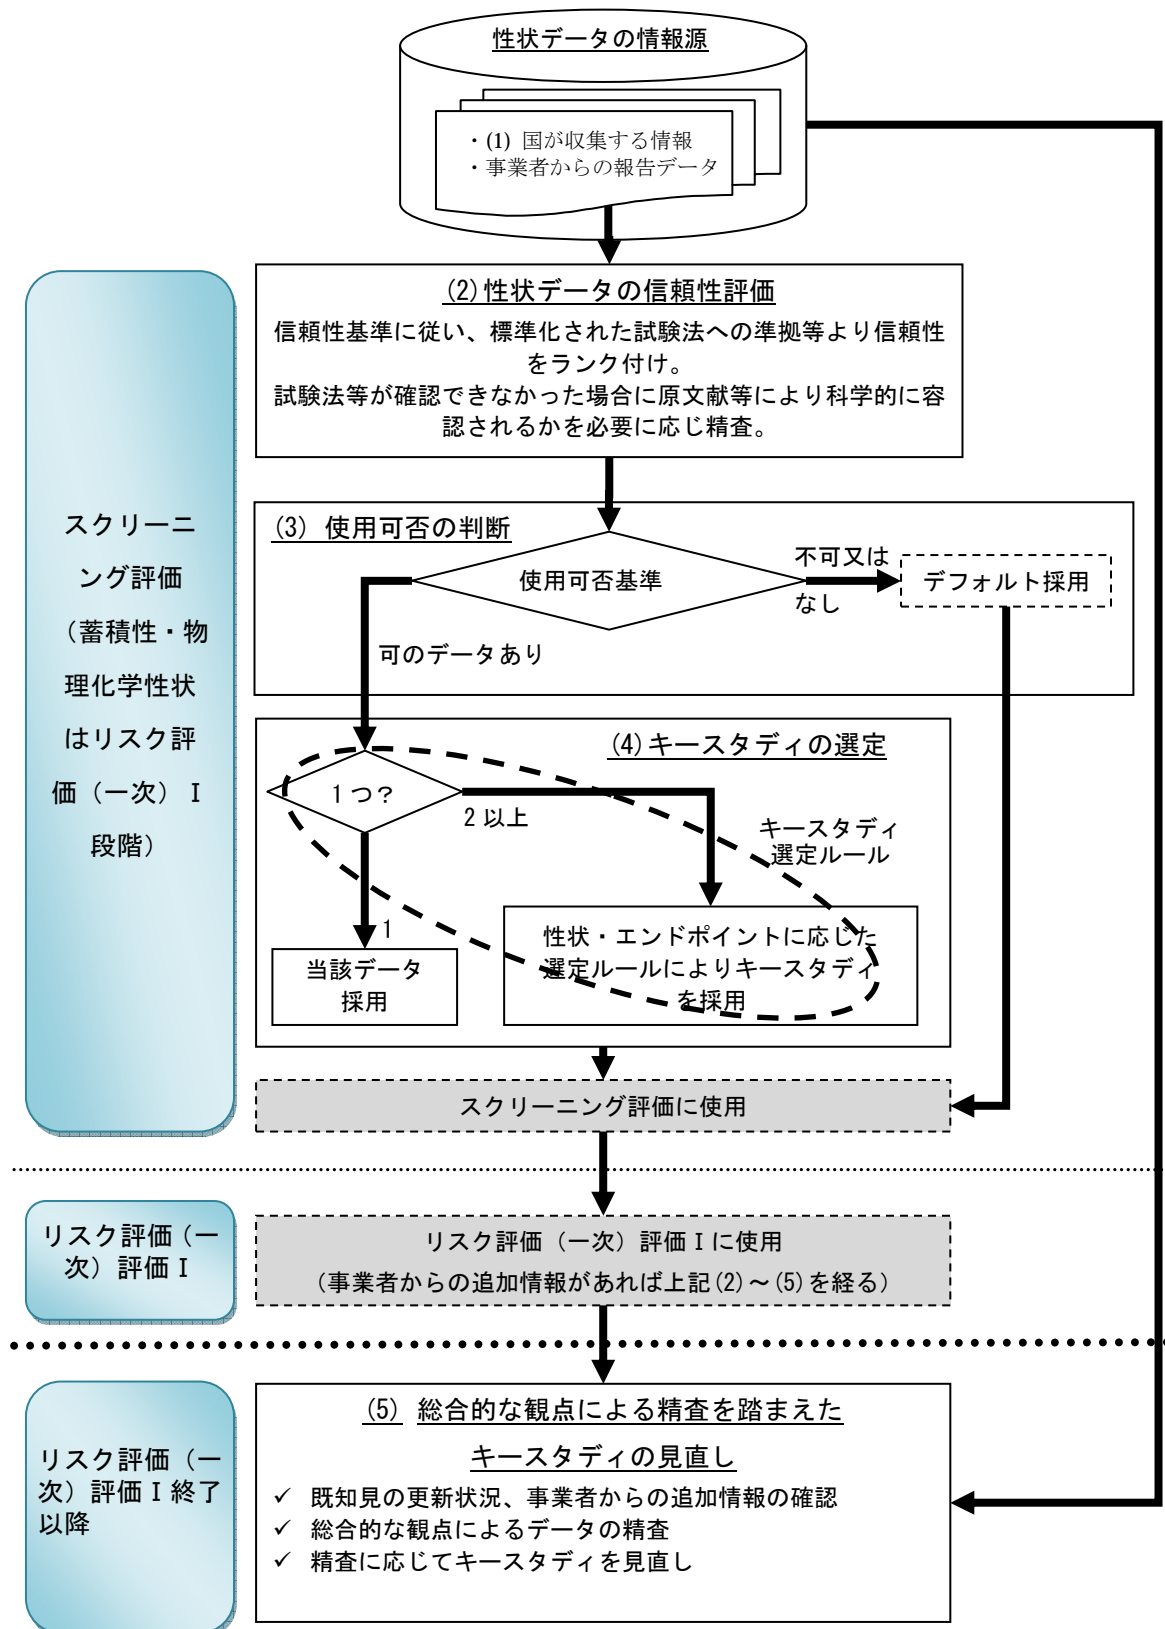 性状データの情報源
・(1) 国が収集する情報
・事業者からの報告データ
(2)性状データの信頼性評価
信頼性基準に従い、標準化された試験法への準拠等より信頼性
をランク付け。
試験法等が確認できなかった場合に原文献等により科学的に容
認されるかを必要に応じ精査。
スクリーニ
ング評価
（蓄積性・物
理化学性状
はリスク評
価（一次）Ⅰ
段階）
(3) 使用可否の判断
使用可否基準
不可又は
なし
デフォルト採用
可のデータあり
(4)キースタディの選定
1つ？
2以上
キースタディ
選定ルール
1
当該データ
採用
性状・エンドポイントに応じた
選定ルールによりキースタディ
を採用
スクリーニング評価に使用
リスク評価（一
次）評価Ⅰ
リスク評価（一次）評価Ⅰに使用
（事業者からの追加情報があれば上記(2)～(5)を経る）
リスク評価（一
次）評価Ⅰ終了
以降
(5) 総合的な観点による精査を踏まえた
キースタディの見直し
✓ 既知見の更新状況、事業者からの追加情報の確認
✓ 総合的な観点によるデータの精査
✓ 精査に応じてキースタディを見直し